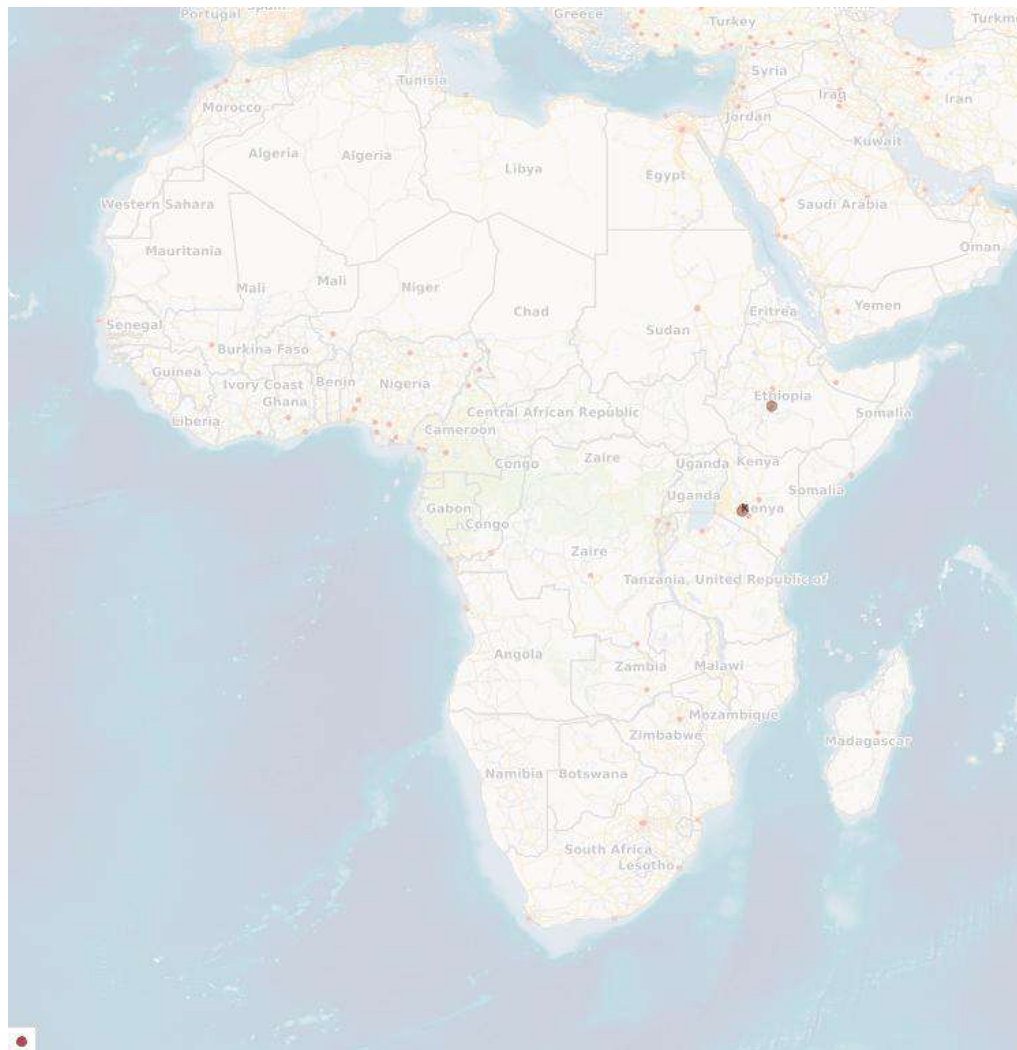 Portugal
Spain
Greece
Turkey
Turkm
Tunisia
Syria
Morocco
Iraq
Iran
Jordan
Kuwait
Algeria
Algeria
Libya
Egypt
Western Sahara
Saudi Arabia
Mauritania
Oman
Mali
Mali
Niger
Chad
Eritrea
Yemen
Senegal
Sudan
Burkina Faso
Guinea
Ivory Coast
Benin
Nigeria
Ethiopia
Ghana
Central African Republic
Somalia
Liberia
Cameroon
Congo
Zaire
Uganda
Kenya
Uganda
Somalia
Gabon
K
Kenya
Congo
Zaire
Tanzania, United Republic of
Angola
Zambia
Malawi
Mozambique
Zimbabwe
Madagascar
Namibia
Botswana
South Africa
Lesotho